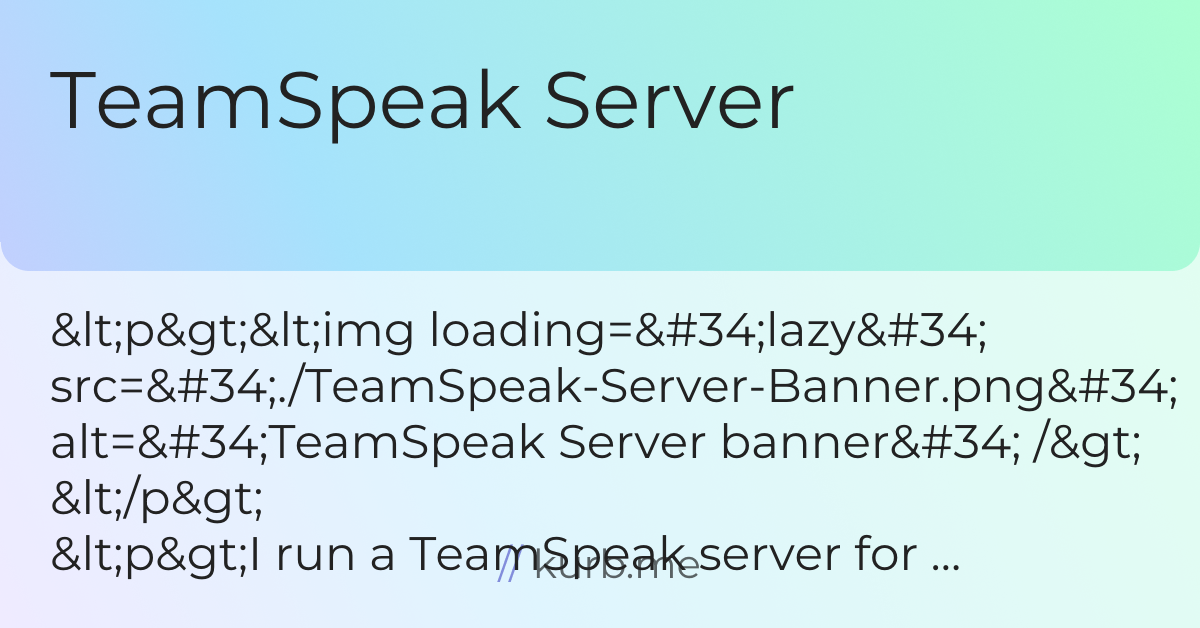 TeamSpeak Server
&lt;p&gt;&lt;img loading=&#34;lazy&#34;
src=&#34;./TeamSpeak-Server-Banner.png&#34;
alt=&#34;TeamSpeak Server banner&#34; /&gt;
&lt;/p&gt;
&lt;p&gt;I run a TeamSpeak server for ...
// kurb.me